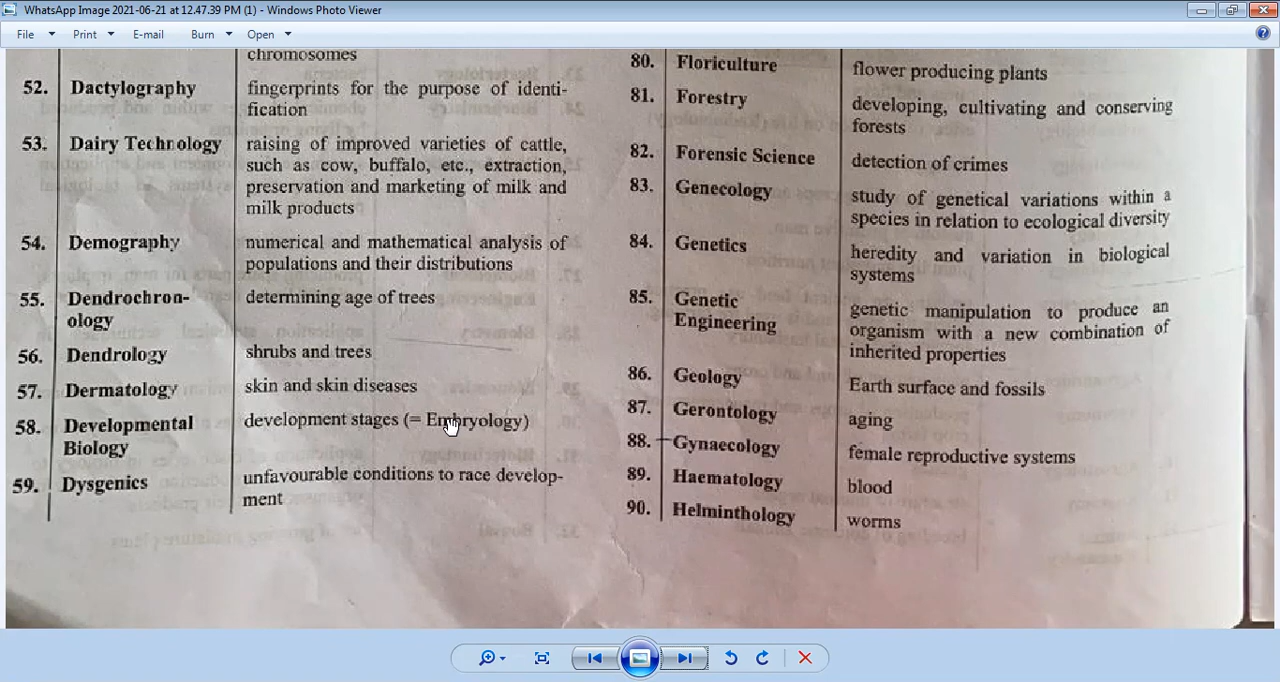 WhatsApp Image 2021-06-21 at 12.47.39 PM (1) - Windows Photo Viewer
File Print E-mail Burn Open
chromosomes
52. Dactylography fingerprints for the purpose of identi-
fication
53. Dairy Technology raising of improved varieties of cattle,
such as cow, buffalo, etc., extraction,
preservation and marketing of milk and
milk products
54. Demography numerical and mathematical analysis of
populations and their distributions
55. Dendrochron- determining age of trees
ology
56. Dendrology shrubs and trees
57. Dermatology skin and skin diseases
58. Developmental development stages (= Embryology)
Biology
59. Dysgenics unfavourable conditions to race develop-
ment
80. Floriculture flower producing plants
81. Forestry developing, cultivating and conserving
forests
82. Forensic Science detection of crimes
83. Genecology study of genetical variations within a
species in relation to ecological diversity
84. Genetics heredity and variation in biological
systems
85. Genetic genetic manipulation to produce an
Engineering organism with a new combination of
inherited properties
86. Geology Earth surface and fossils
87. Gerontology aging
88. Gynaecology female reproductive systems
89. Haematology blood
90. Helminthology worms